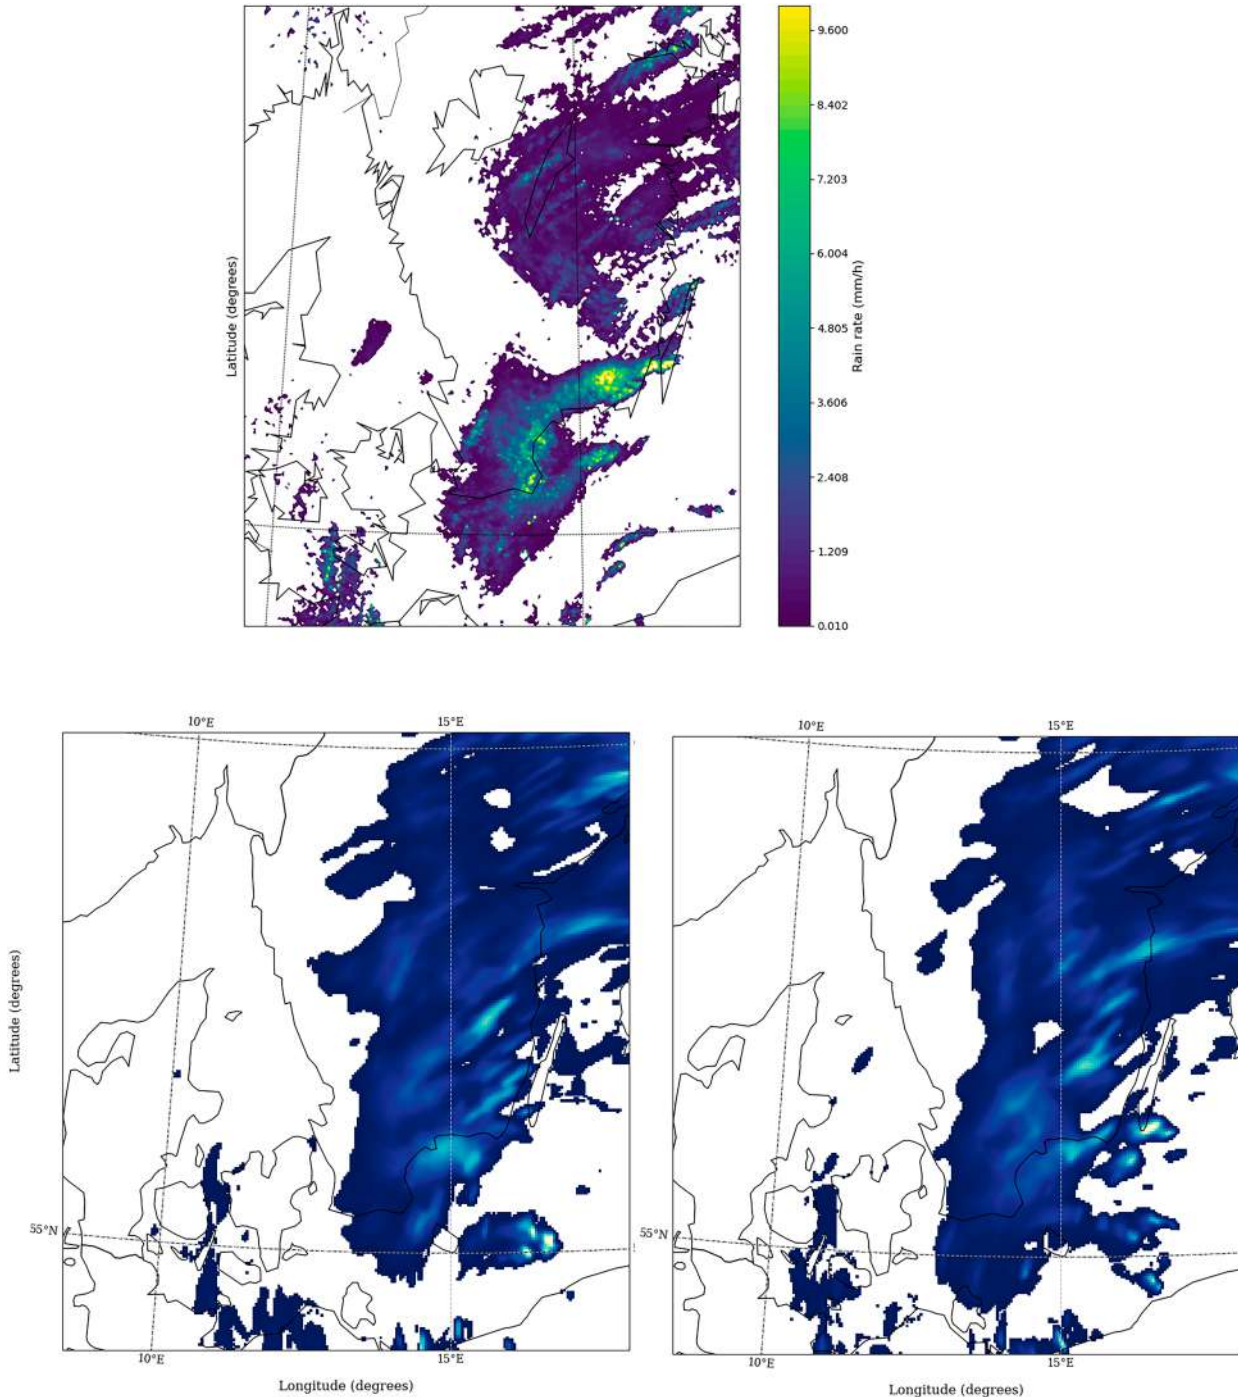 9.600
8.402
7.203
6.004
4.805
3.606
2.408
1.209
0.010
Rain rate (mm/h)
Latitude (degrees)
10°E
15°E
10°E
15°E
Latitude (degrees)
55°N
55°N
10°E
15°E
10°E
15°E
Longitude (degrees)
Longitude (degrees)